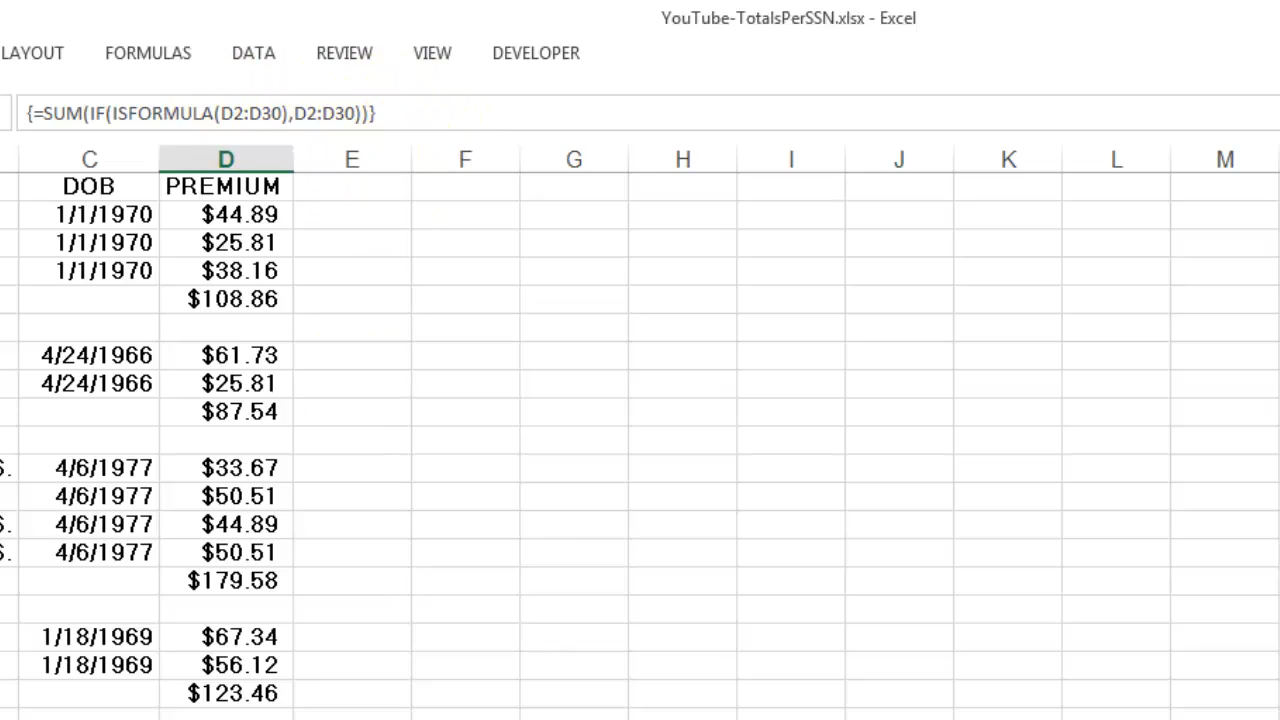 YouTube-TotalsPerSSN.xlsx - Excel
LAYOUT FORMULAS DATA REVIEW VIEW DEVELOPER
{=SUM(IF(ISFORMULA(D2:D30),D2:D30))}
C D E F G H I J K L M
DOB PREMIUM
1/1/1970 $44.89
1/1/1970 $25.81
1/1/1970 $38.16
$108.86
4/24/1966 $61.73
4/24/1966 $25.81
$87.54
S. 4/6/1977 $33.67
4/6/1977 $50.51
S. 4/6/1977 $44.89
S. 4/6/1977 $50.51
$179.58
1/18/1969 $67.34
1/18/1969 $56.12
$123.46